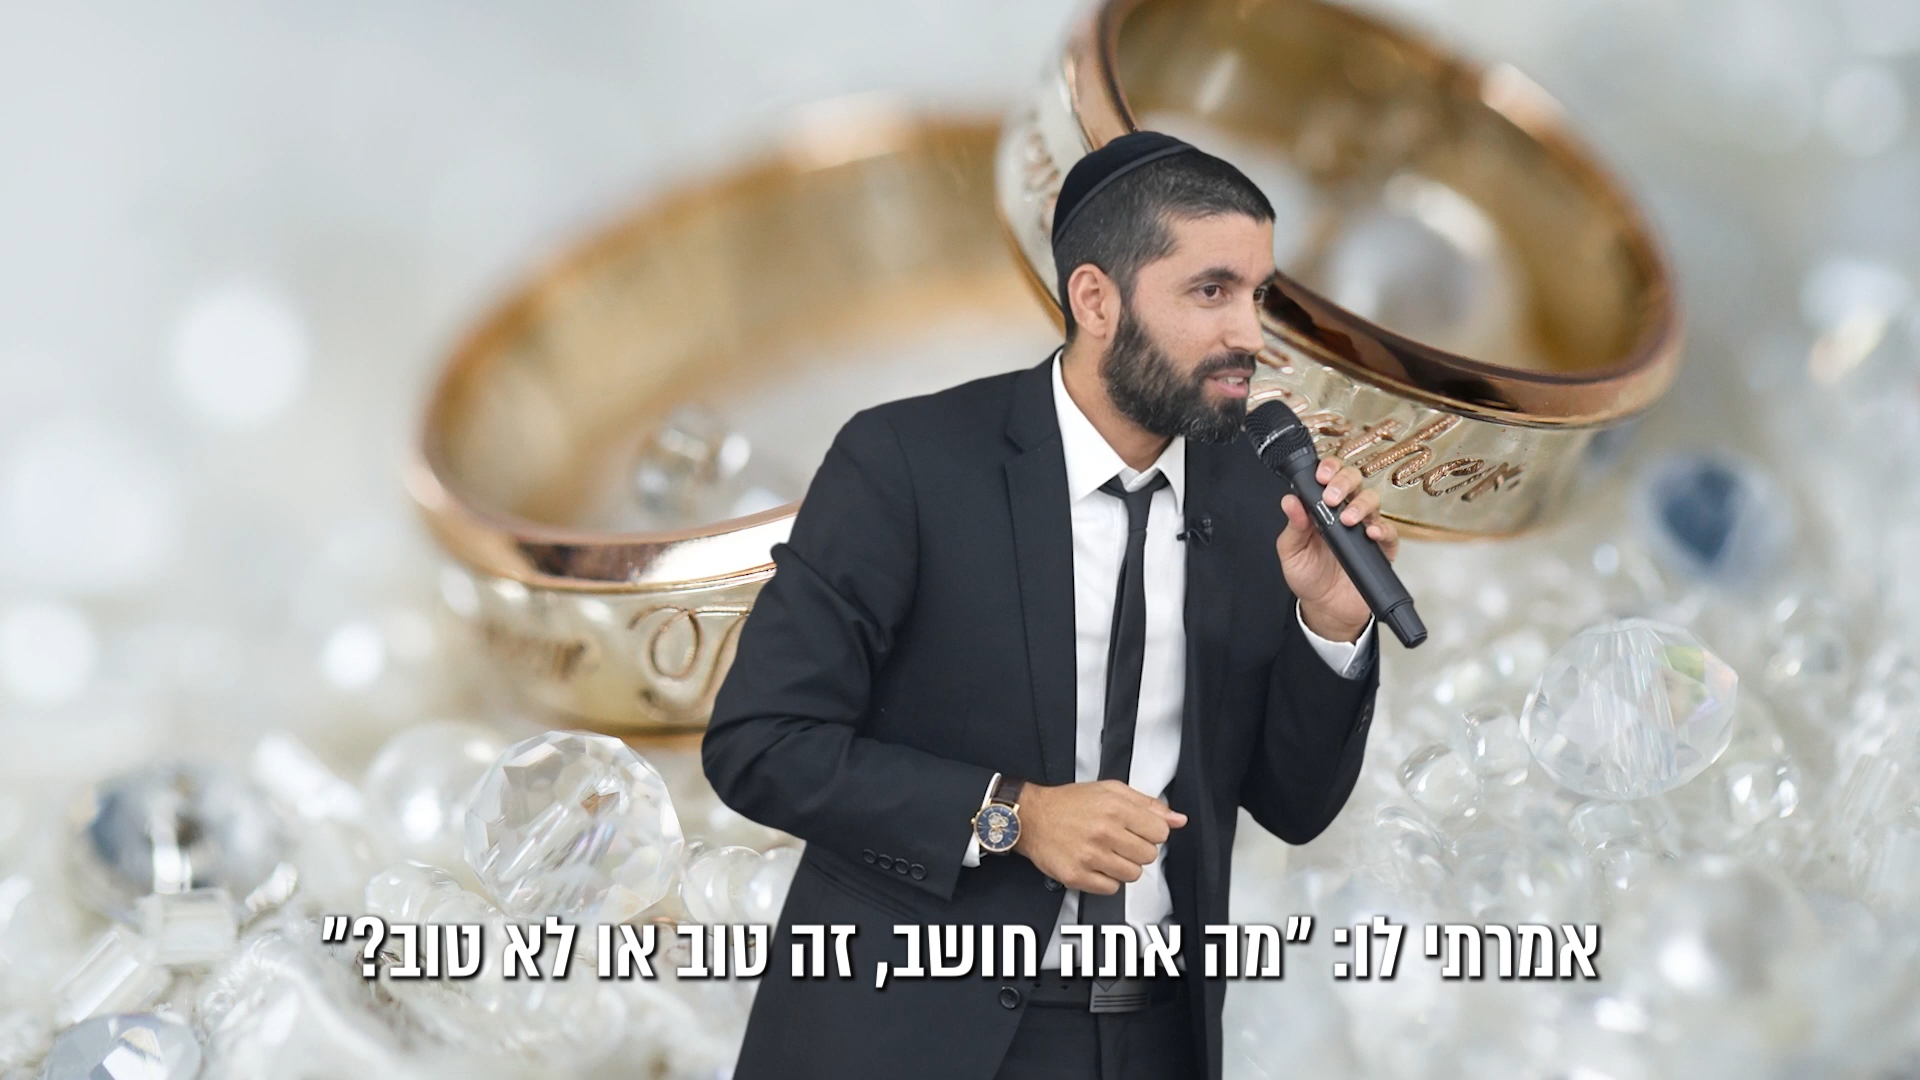 אמרתי לו: "מה אתה חושב, זה טוב או לא טוב?"